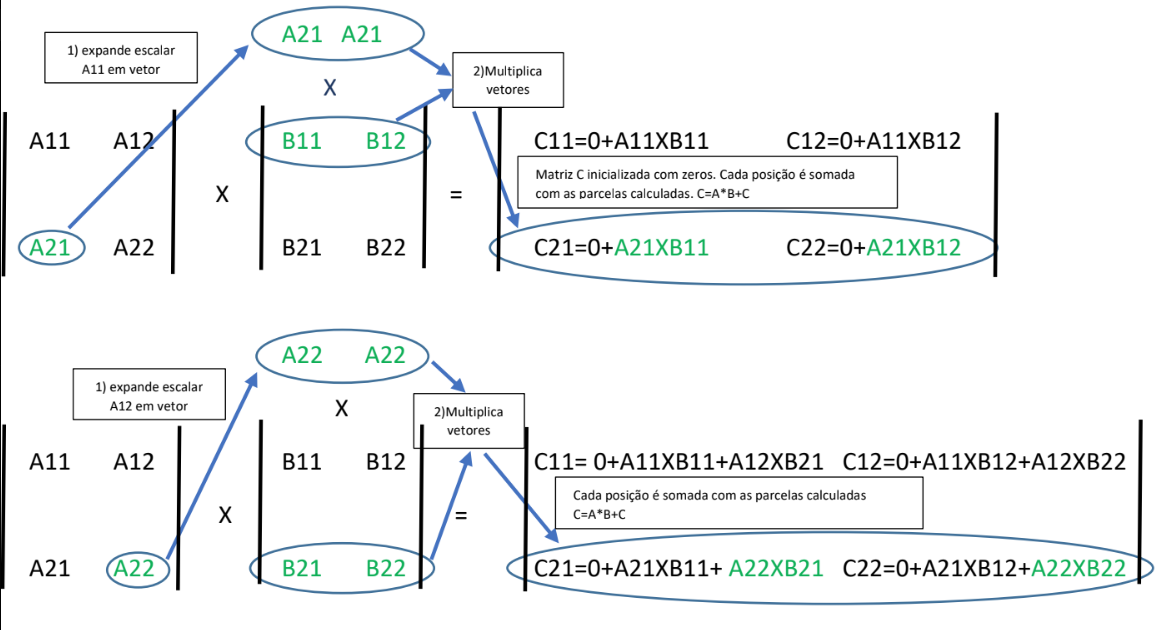 A21 A21
1) expande escalar
A11 em vetor
2)Multiplica
vetores
X
A11 A12 B11 B12 C11=0+A11XB11 C12=0+A11XB12
Matriz C inicializada com zeros. Cada posição é somada
com as parcelas calculadas. C=A*B+C
X =
A21 A22 B21 B22 C21=0+A21XB11 C22=0+A21XB12
A22 A22
1) expande escalar
A12 em vetor
X
2)Multiplica
vetores
A11 A12 B11 B12 C11= 0+A11XB11+A12XB21 C12=0+A11XB12+A12XB22
Cada posição é somada com as parcelas calculadas
C=A*B+C
X =
A21 A22 B21 B22 C21=0+A21XB11+ A22XB21 C22=0+A21XB12+A22XB22